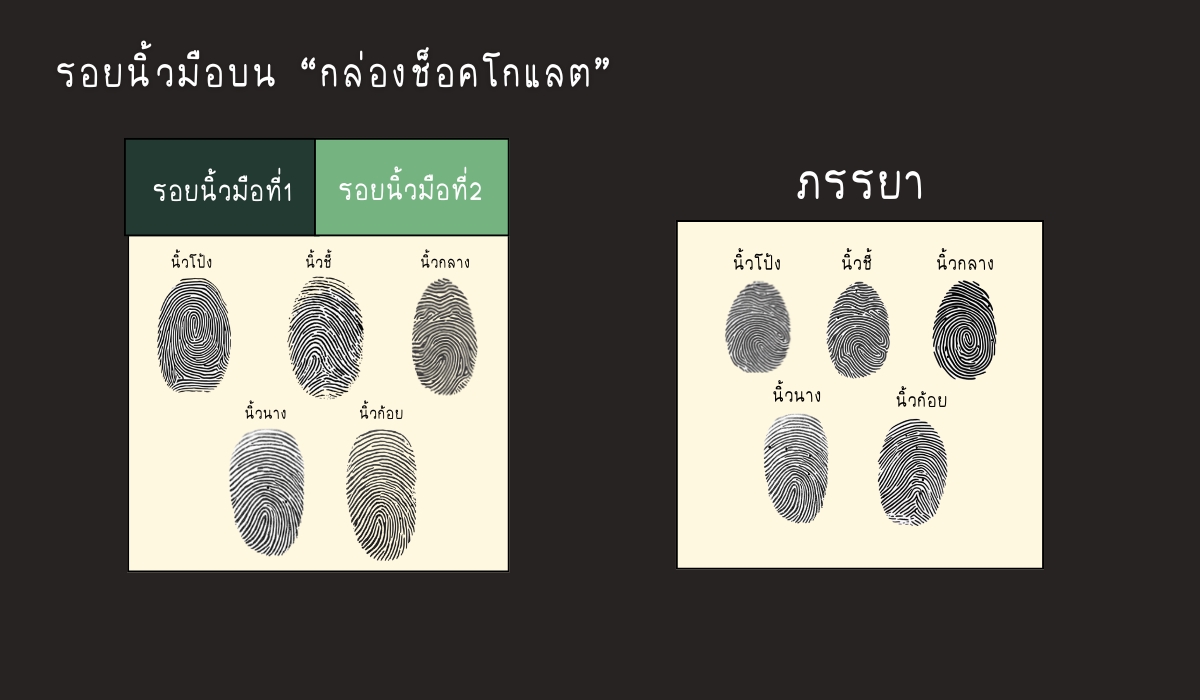 รอยนิ้วมือบน “กล่องช็อคโกแลต”
รอยนิ้วมือที่1
รอยนิ้วมือที่2
นิ้วโป้ง
นิ้วชี้
นิ้วกลาง
นิ้วนาง
นิ้วก้อย
ภรรยา
นิ้วโป้ง
นิ้วชี้
นิ้วกลาง
นิ้วนาง
นิ้วก้อย